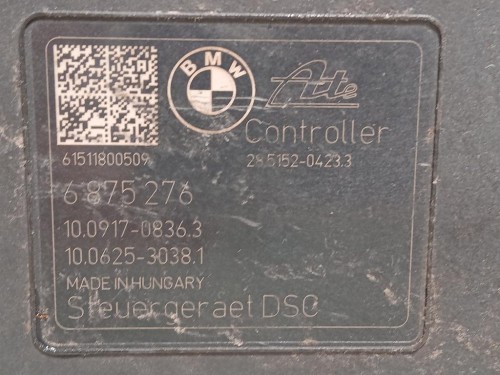 BMW
Ate
Controller
61511800509
28.5152-0423.3
6 875 276
10.0917-0836.3
10.0625-3038.1
MADE IN HUNGARY
Steuergeraet DSC